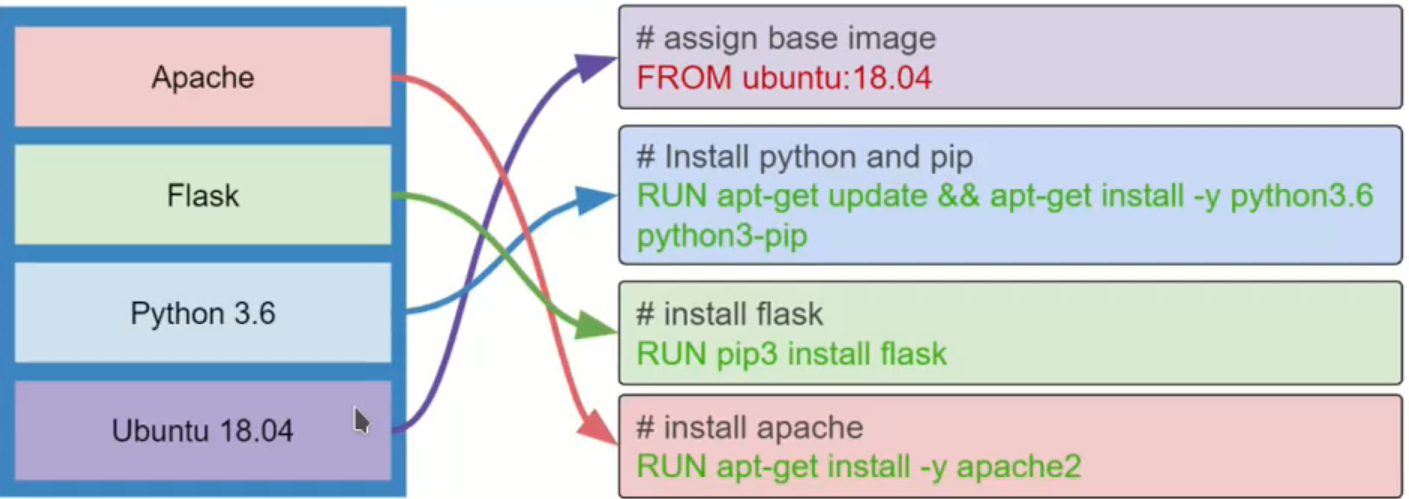 Apache
Flask
Python 3.6
Ubuntu 18.04
# assign base image
FROM ubuntu:18.04
# Install python and pip
RUN apt-get update && apt-get install -y python3.6
python3-pip
# install flask
RUN pip3 install flask
# install apache
RUN apt-get install -y apache2